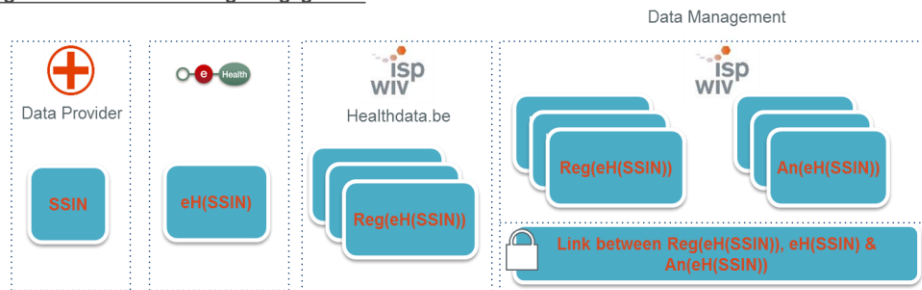 Data Management
Data Provider
e
Health
isp
wiv
Healthdata.be
isp
wiv
SSIN
eH(SSIN)
Reg(eH(SSIN))
Reg(eH(SSIN))
An(eH(SSIN))
Link between Reg(eH(SSIN)), eH(SSIN) &
An(eH(SSIN))